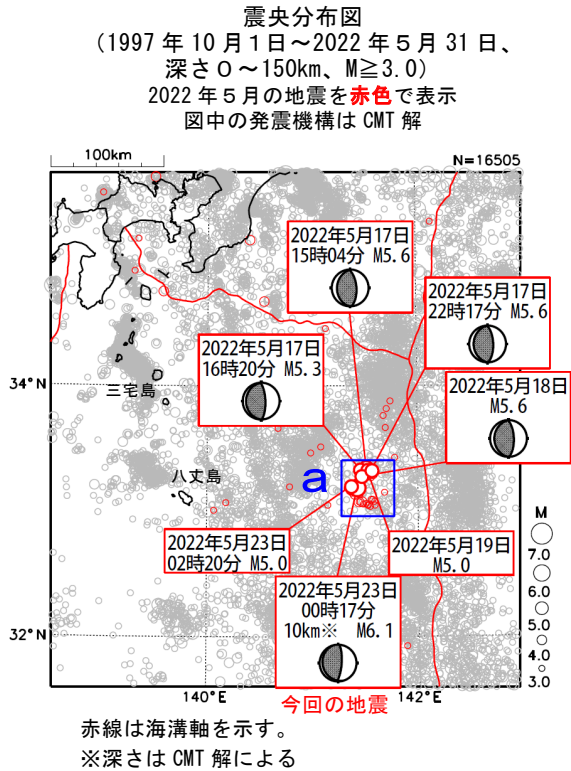 震央分布図
(1997年10月1日~2022年5月31日、
深さ0~150km、M≧3.0)
2022年5月の地震を赤色で表示
図中の発震機構はCMT解
100km
N=16505
2022年5月17日
15時04分 M5.6
2022年5月17日
22時17分 M5.6
2022年5月17日
16時20分 M5.3
2022年5月18日
M5.6
34°N
三宅島
八丈島
a
2022年5月23日
02時20分 M5.0
2022年5月19日
M5.0
2022年5月23日
00時17分
10km※ M6.1
M
7.0
6.0
5.0
4.0
3.0
32°N
140°E
142°E
今回の地震
赤線は海溝軸を示す。
※深さはCMT解による